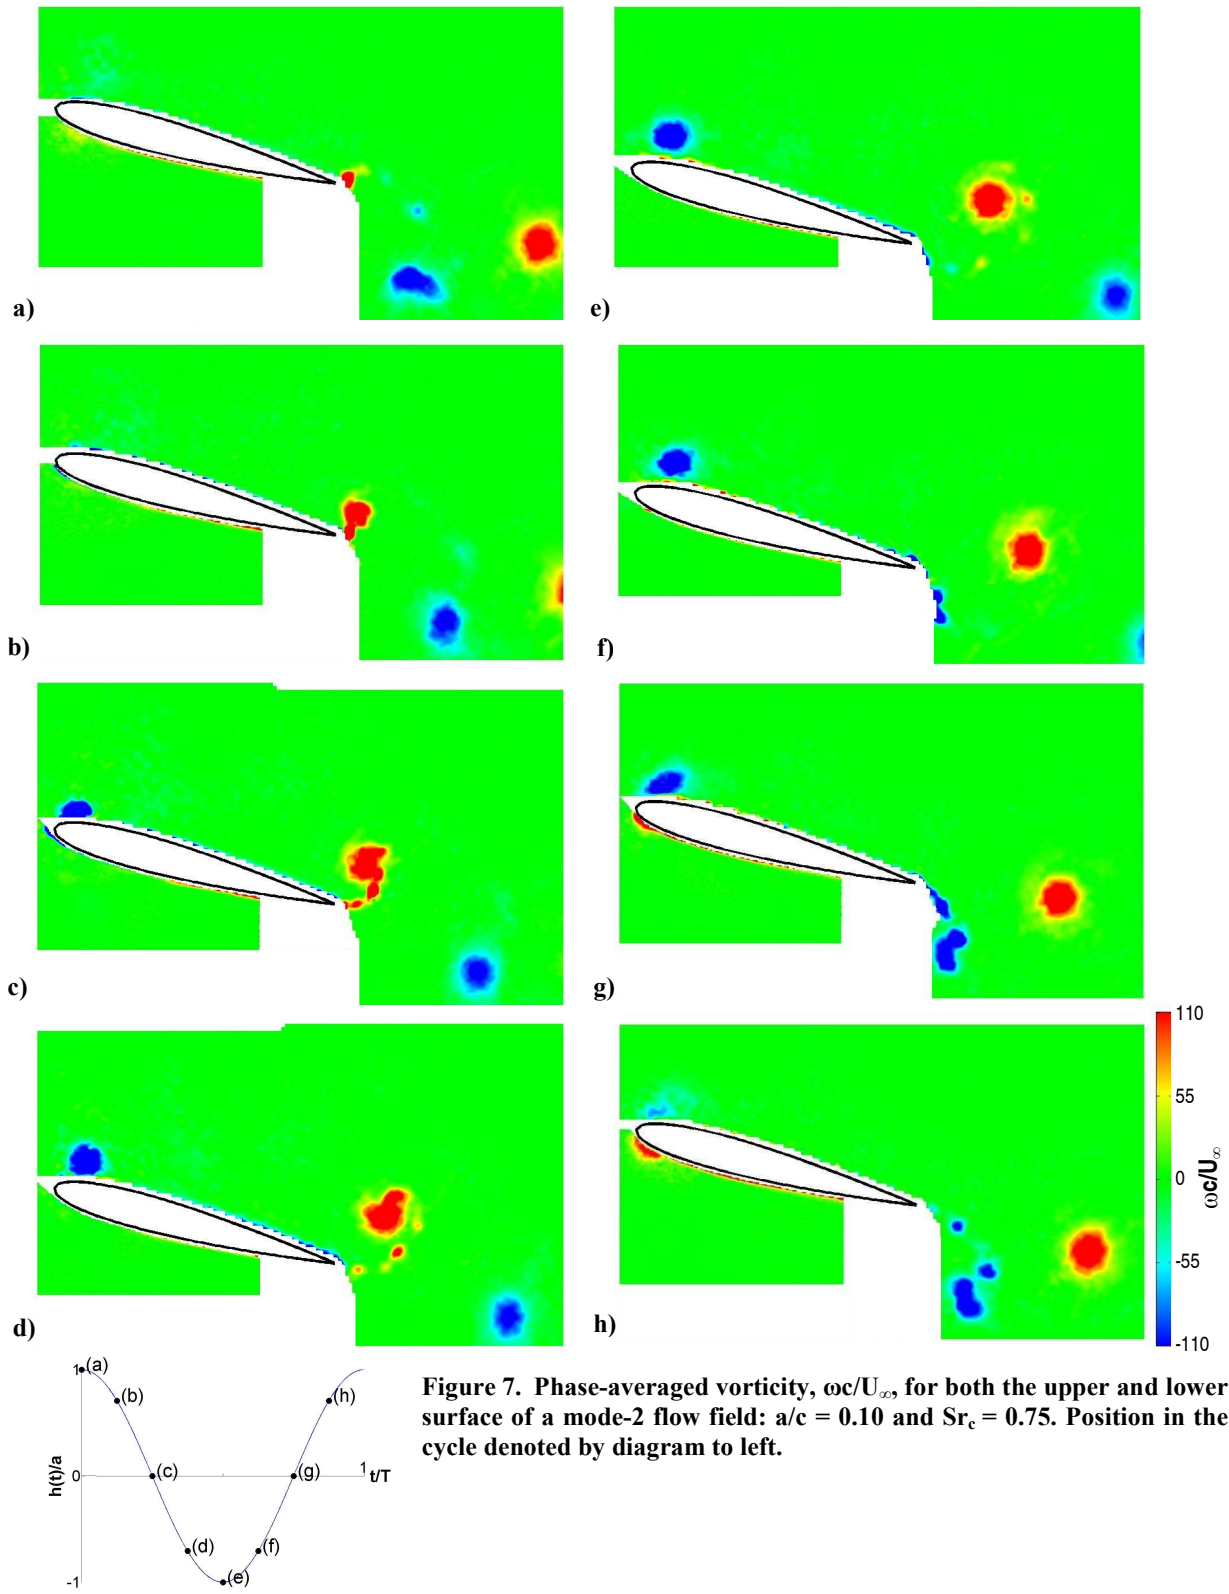 a)
e)
b)
f)
c)
g)
d)
h)
110
55
0
-55
-110
ωc/U∞
1
(a)
(b)
(h)
0
(c)
(g)
1
t/T
h(t)/a
(d)
(f)
-1
(e)
Figure 7. Phase-averaged vorticity, ωc/U∞, for both the upper and lower
surface of a mode-2 flow field: a/c = 0.10 and Src = 0.75. Position in the
cycle denoted by diagram to left.